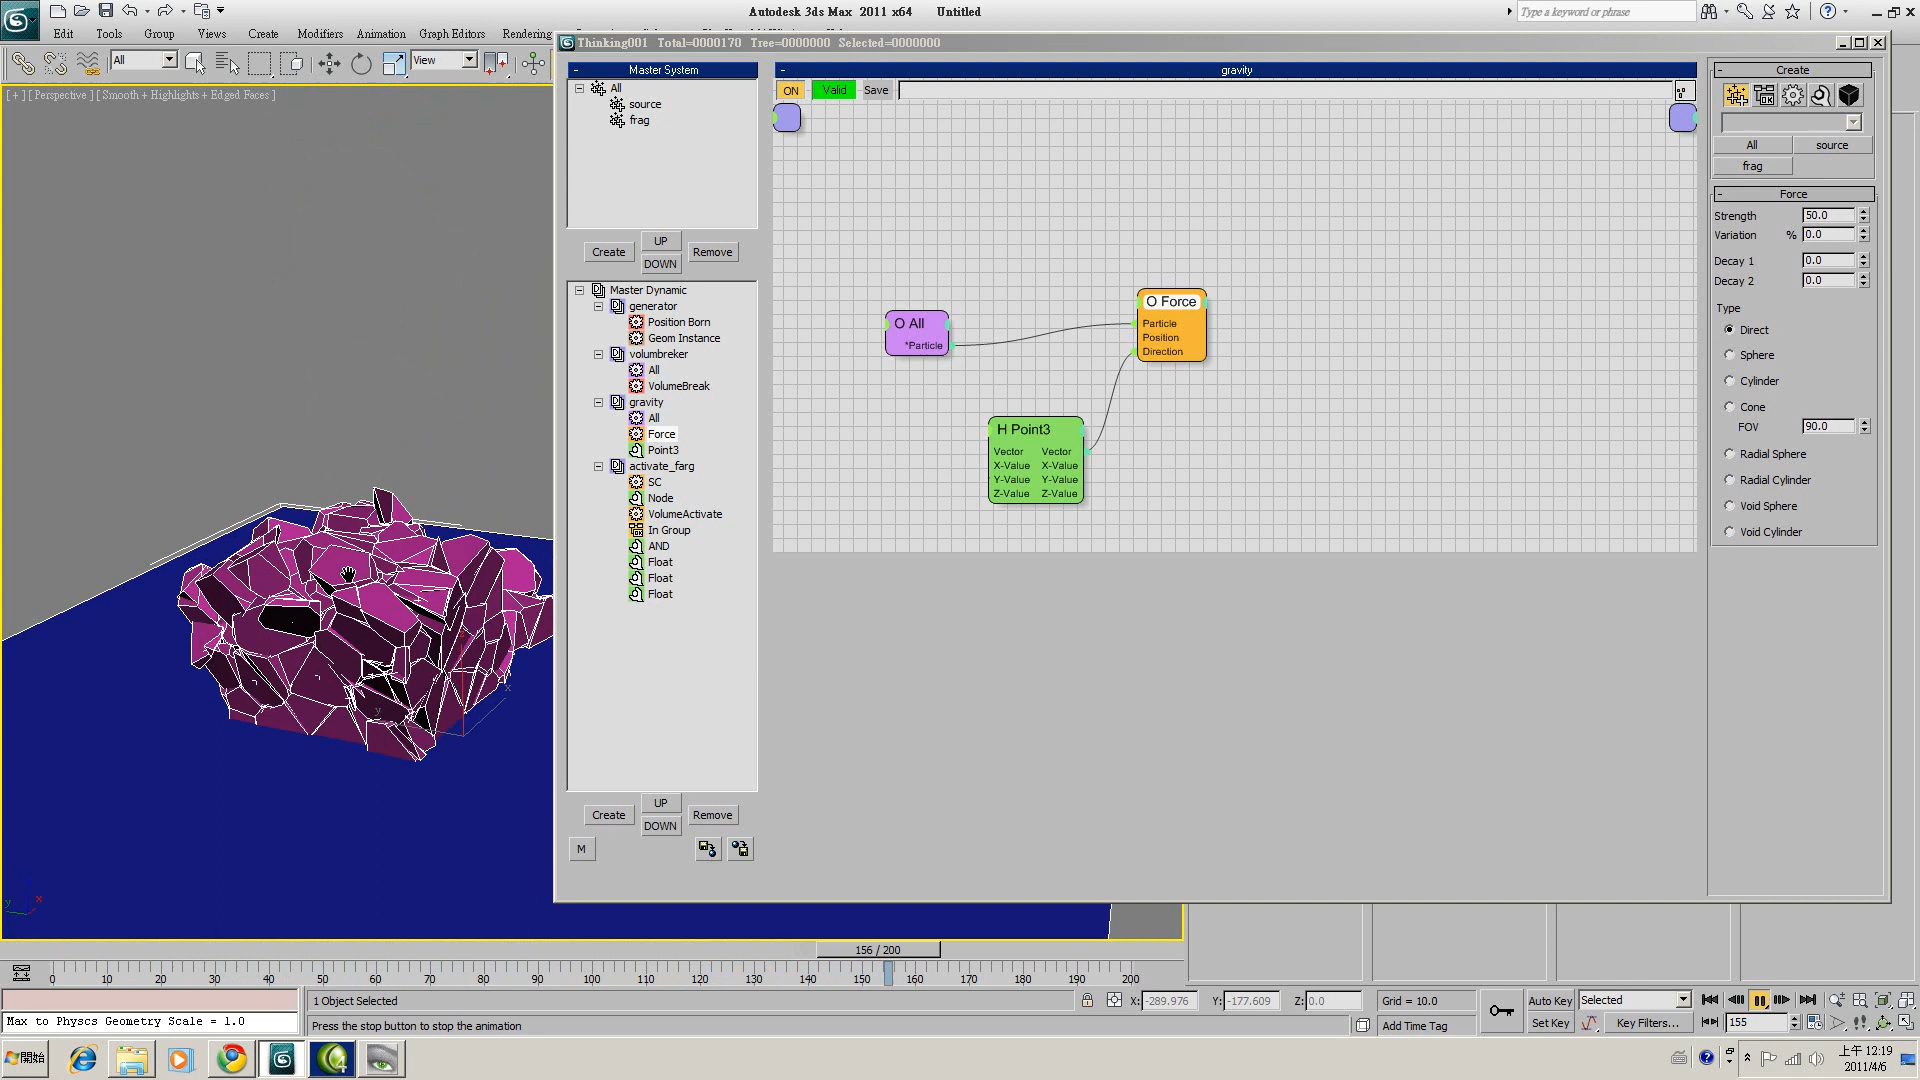 Autodesk 3ds Max 2011 x64 Untitled
Type a keyword or phrase
Edit Tools Group Views Create Modifiers Animation Graph Editors Rendering
All
View
[ + ] [ Perspective ] [ Smooth + Highlights + Edged Faces ]
Thinking001 Total=0000170 Tree=0000000 Selected=0000000
Master System
All
source
frag
Create
UP
DOWN
Remove
Master Dynamic
generator
Position Born
Geom Instance
volumbreker
All
VolumeBreak
gravity
All
Force
Point3
activate_farg
SC
Node
VolumeActivate
In Group
AND
Float
Float
Float
Create
UP
DOWN
Remove
M
gravity
ON
Valid
Save
O All
*Particle
O Force
Particle
Position
Direction
H Point3
Vector Vector
X-Value X-Value
Y-Value Y-Value
Z-Value Z-Value
Create
All source
frag
Force
Strength 50.0
Variation % 0.0
Decay 1 0.0
Decay 2 0.0
Type
Direct
Sphere
Cylinder
Cone
FOV 90.0
Radial Sphere
Radial Cylinder
Void Sphere
Void Cylinder
x
y
y x
156 / 200
0 10 20 30 40 50 60 70 80 90 100 110 120 130 140 150 160 170 180 190 200
1 Object Selected
X: -289.976 Y: -177.609 Z: 0.0
Grid = 10.0
Auto Key Selected
Max to Physcs Geometry Scale = 1.0
Press the stop button to stop the animation
Add Time Tag
Set Key Key Filters...
155
開始
上午 12:19
2011/4/6